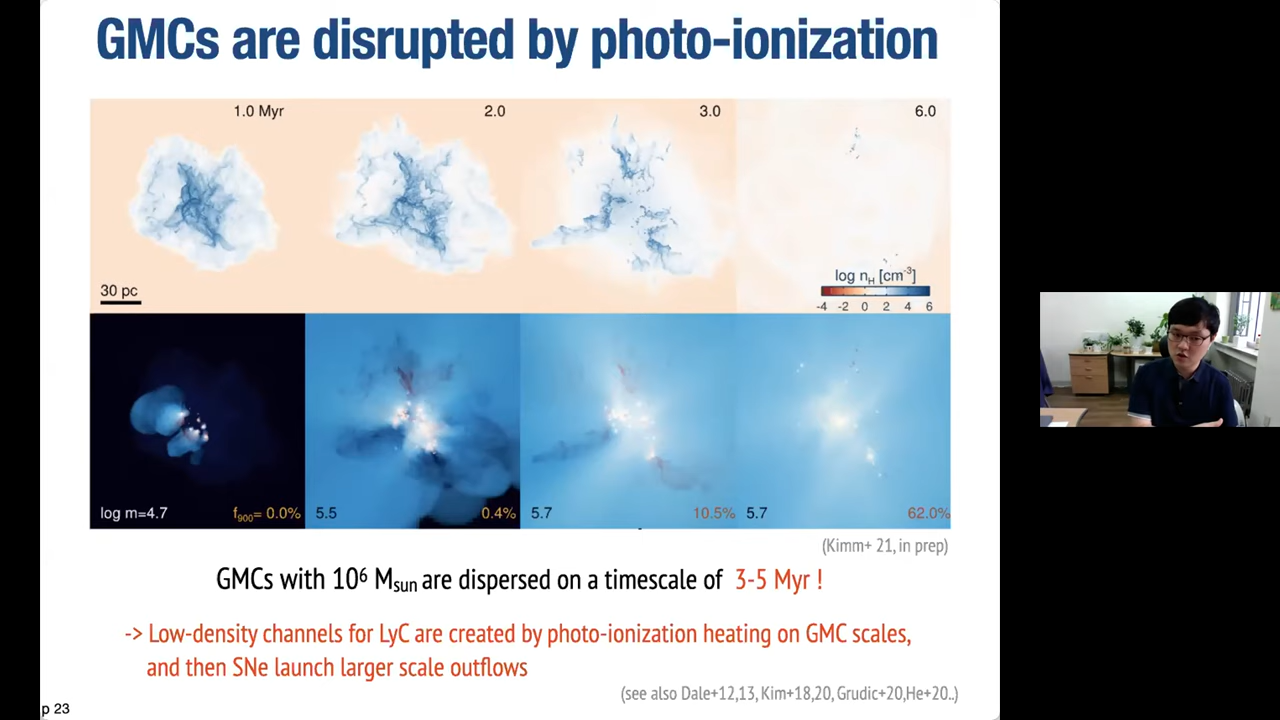 GMCs are disrupted by photo-ionization
1.0 Myr
2.0
3.0
6.0
30 pc
log nH [cm-3]
-4 -2 0 2 4 6
log m=4.7
f900= 0.0%
5.5
0.4%
5.7
10.5%
5.7
62.0%
(Kimm+ 21, in prep)
GMCs with 10⁶ Msun are dispersed on a timescale of 3-5 Myr !
-> Low-density channels for LyC are created by photo-ionization heating on GMC scales,
and then SNe launch larger scale outflows
(see also Dale+12,13, Kim+18,20, Grudic+20,He+20..)
p 23